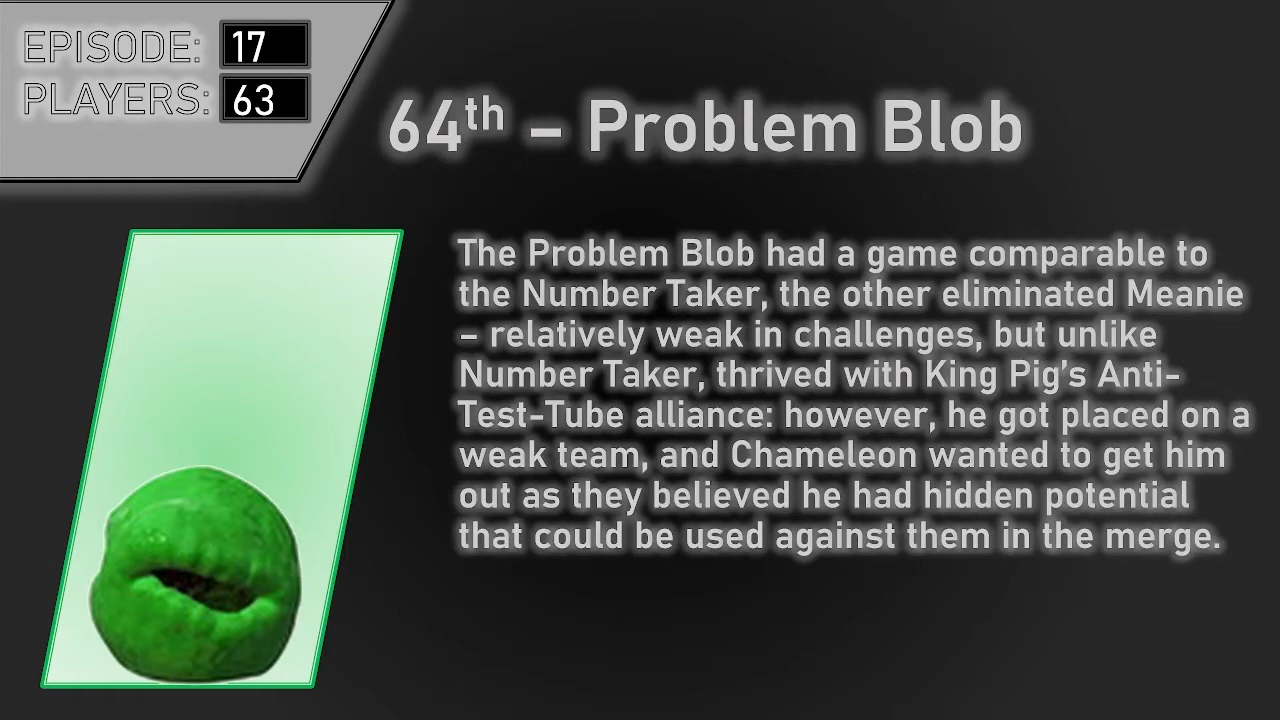 EPISODE: 17
PLAYERS: 63
64th – Problem Blob
The Problem Blob had a game comparable to
the Number Taker, the other eliminated Meanie
– relatively weak in challenges, but unlike
Number Taker, thrived with King Pig’s Anti-
Test-Tube alliance: however, he got placed on a
weak team, and Chameleon wanted to get him
out as they believed he had hidden potential
that could be used against them in the merge.